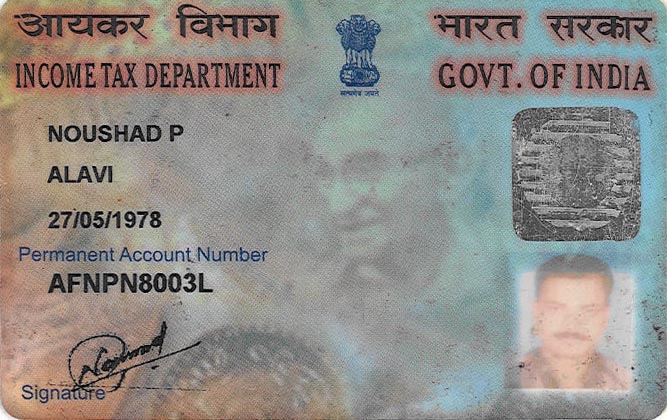 आयकर विभाग
भारत सरकार
INCOME TAX DEPARTMENT
GOVT. OF INDIA
सत्यमेव जयते
NOUSHAD P
ALAVI
27/05/1978
Permanent Account Number
AFNPN8003L
Signature